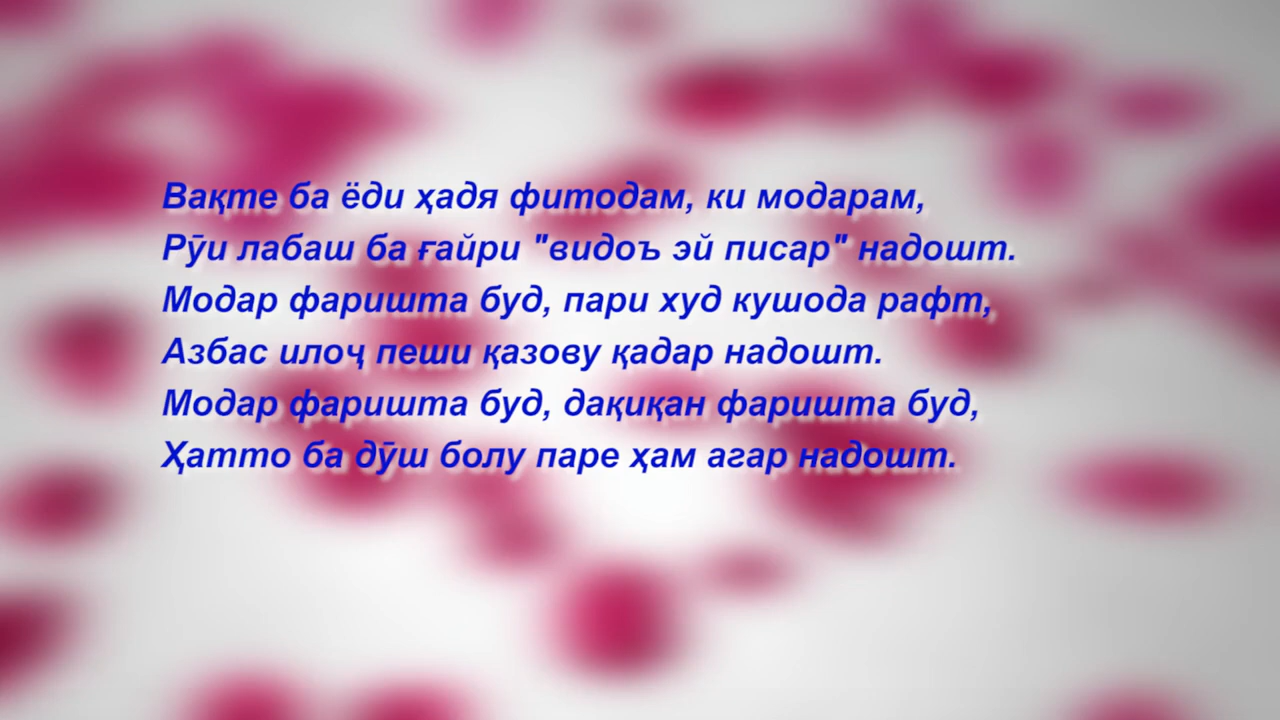 Вақте ба ёди ҳадя фитодам, ки модарам,
Рӯи лабаш ба ғайри "видоъ эй писар" надошт.
Модар фаришта буд, пари худ кушода рафт,
Азбас илоҷ пеши қазову қадар надошт.
Модар фаришта буд, дақиқан фаришта буд,
Ҳатто ба дӯш болу паре ҳам агар надошт.